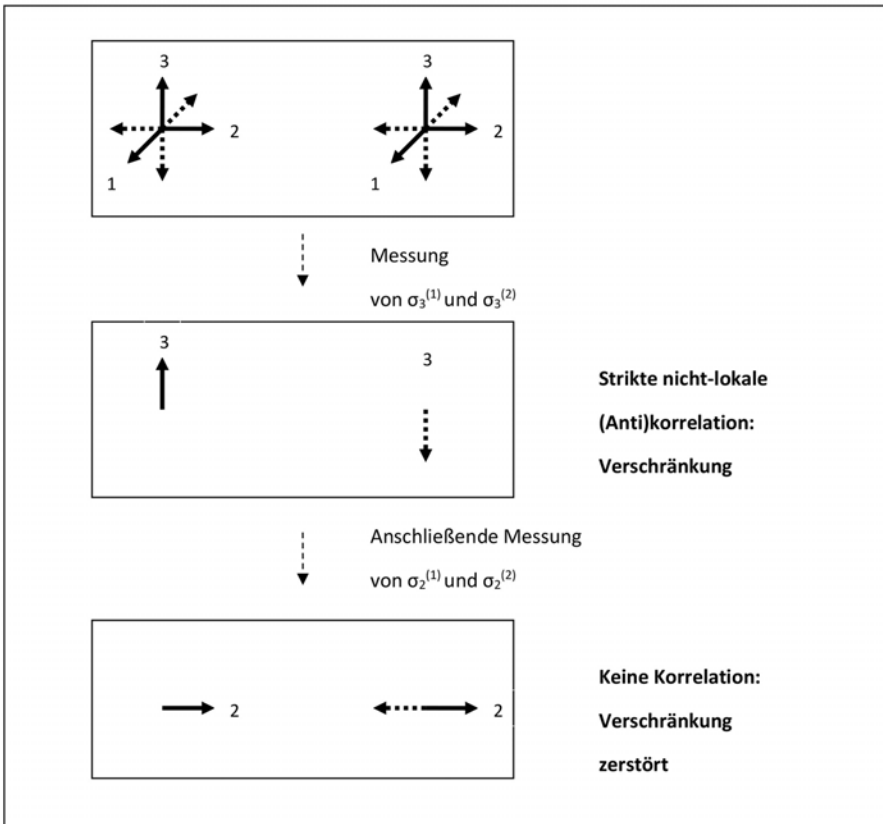 3
3
2
2
1
1
Messung
von σ₃⁽¹⁾ und σ₃⁽²⁾
3
3
Strikte nicht-lokale
(Anti)korrelation:
Verschränkung
Anschließende Messung
von σ₂⁽¹⁾ und σ₂⁽²⁾
2
2
Keine Korrelation:
Verschränkung
zerstört